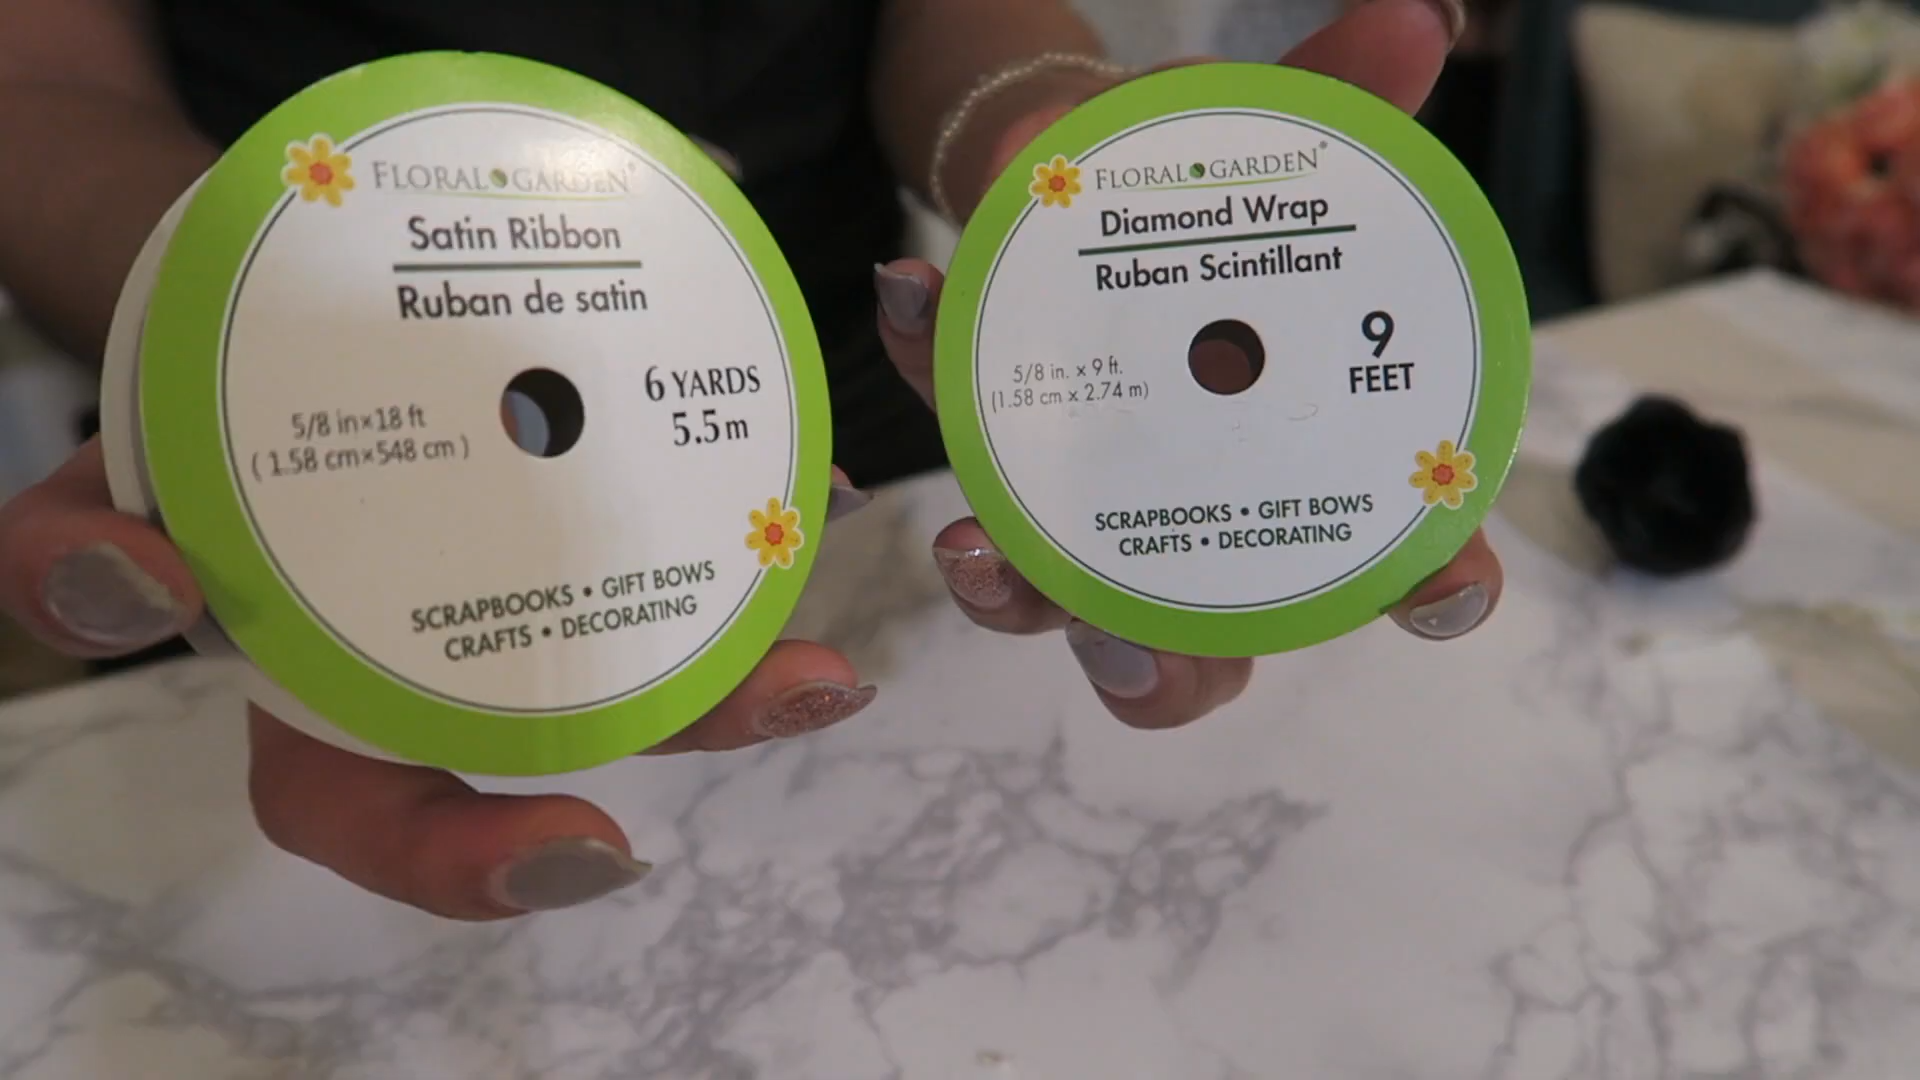 FLORAL GARDEN®
Satin Ribbon
Ruban de satin
6 YARDS
5.5m
5/8 in×18 ft
( 1.58 cm×548 cm )
SCRAPBOOKS • GIFT BOWS
CRAFTS • DECORATING
FLORAL GARDEN®
Diamond Wrap
Ruban Scintillant
9
FEET
5/8 in. x 9 ft.
(1.58 cm x 2.74 m)
SCRAPBOOKS • GIFT BOWS
CRAFTS • DECORATING